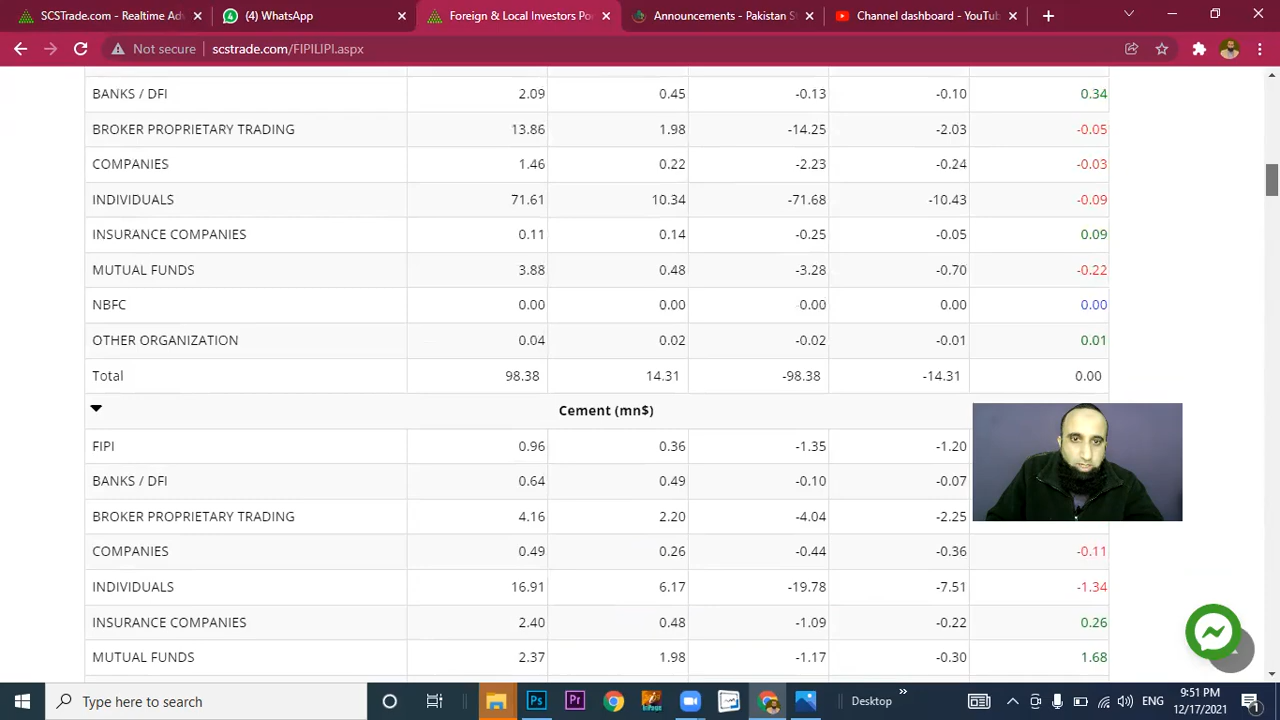 SCSTrade.com - Realtime Adv
(4) WhatsApp
Foreign & Local Investors Po
Announcements - Pakistan S
Channel dashboard - YouTu
Not secure scstrade.com/FIPILIPI.aspx
BANKS / DFI 2.09 0.45 -0.13 -0.10 0.34
BROKER PROPRIETARY TRADING 13.86 1.98 -14.25 -2.03 -0.05
COMPANIES 1.46 0.22 -2.23 -0.24 -0.03
INDIVIDUALS 71.61 10.34 -71.68 -10.43 -0.09
INSURANCE COMPANIES 0.11 0.14 -0.25 -0.05 0.09
MUTUAL FUNDS 3.88 0.48 -3.28 -0.70 -0.22
NBFC 0.00 0.00 0.00 0.00 0.00
OTHER ORGANIZATION 0.04 0.02 -0.02 -0.01 0.01
Total 98.38 14.31 -98.38 -14.31 0.00
Cement (mn$)
FIPI 0.96 0.36 -1.35 -1.20
BANKS / DFI 0.64 0.49 -0.10 -0.07
BROKER PROPRIETARY TRADING 4.16 2.20 -4.04 -2.25
COMPANIES 0.49 0.26 -0.44 -0.36 -0.11
INDIVIDUALS 16.91 6.17 -19.78 -7.51 -1.34
INSURANCE COMPANIES 2.40 0.48 -1.09 -0.22 0.26
MUTUAL FUNDS 2.37 1.98 -1.17 -0.30 1.68
Type here to search
Ps
Pr
Desktop
ENG
9:51 PM
12/17/2021
1